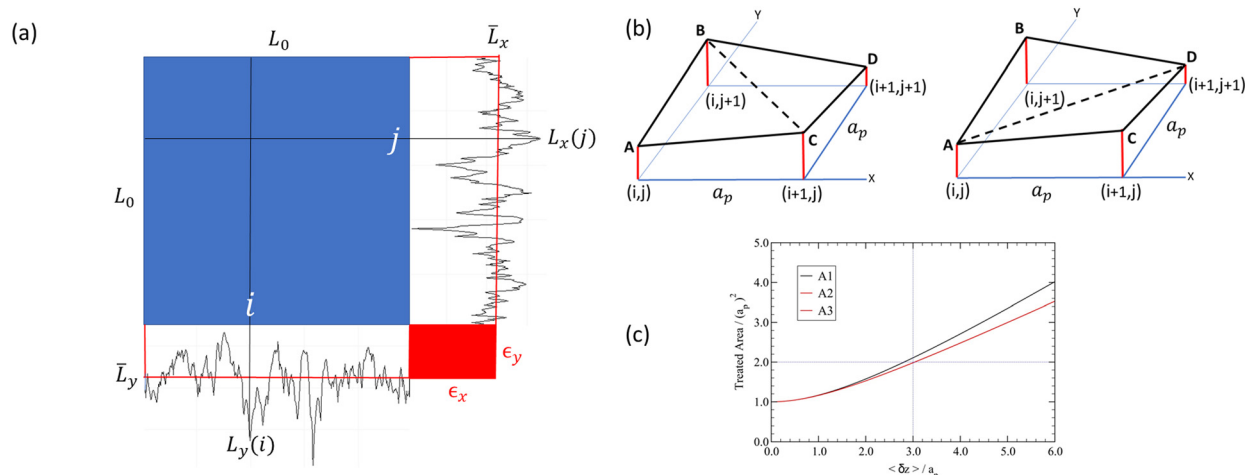 (a)
L₀
L̄ₓ
j
Lₓ(j)
L₀
i
L̄ᵧ
ϵᵧ
ϵₓ
Lᵧ(i)
(b)
Y
B
D
(i,j+1)
(i+1,j+1)
A
C
aₚ
(i,j)
aₚ
(i+1,j)
X
Y
B
D
(i,j+1)
(i+1,j+1)
A
C
aₚ
(i,j)
aₚ
(i+1,j)
X
(c)
Treated Area / (aₚ)²
5.0
4.0
3.0
2.0
1.0
0.0
A1
A2
A3
0.0 1.0 2.0 3.0 4.0 5.0 6.0
< δz > / aₚ